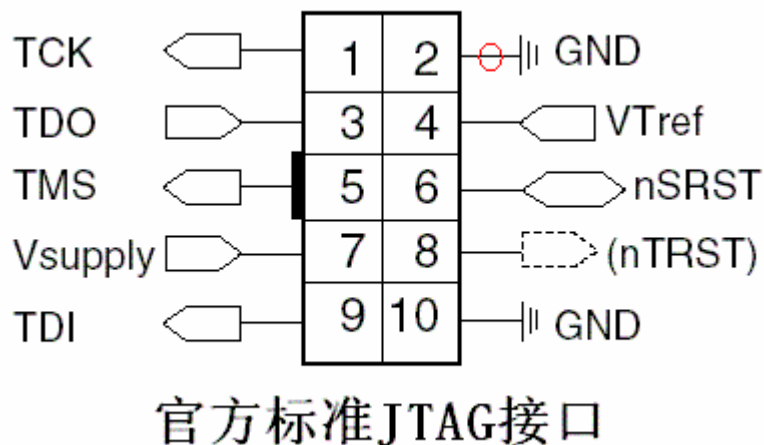 TCK 1 2 GND
TDO 3 4 VTref
TMS 5 6 nSRST
Vsupply 7 8 (nTRST)
TDI 9 10 GND
官方标准JTAG接口